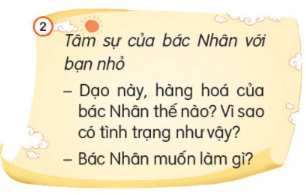 2
Tâm sự của bác Nhân với
bạn nhỏ
– Dạo này, hàng hoá của
bác Nhân thế nào? Vì sao
có tình trạng như vậy?
– Bác Nhân muốn làm gì?